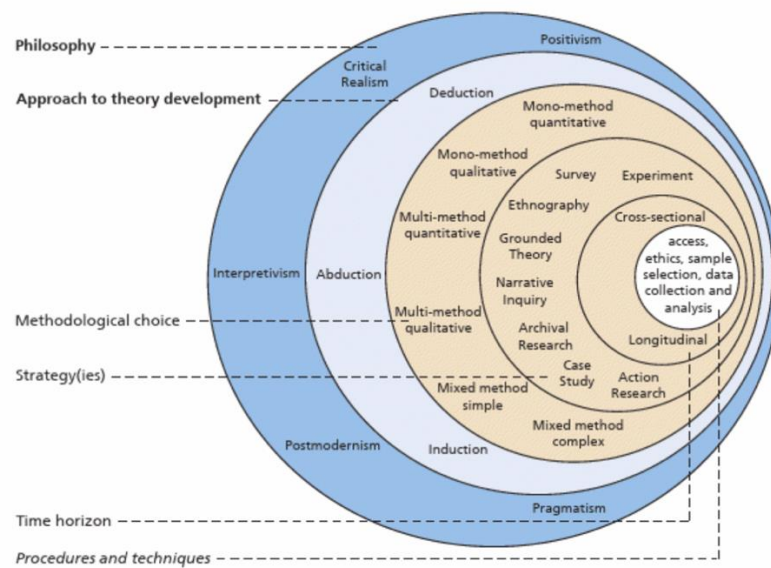 Philosophy
Positivism
Critical
Realism
Approach to theory development
Deduction
Mono-method
quantitative
Mono-method
qualitative
Survey
Experiment
Ethnography
Multi-method
quantitative
Cross-sectional
Grounded
Theory
access,
ethics, sample
selection, data
collection and
analysis
Interpretivism
Abduction
Narrative
Inquiry
Methodological choice
Multi-method
qualitative
Archival
Research
Longitudinal
Strategy(ies)
Case
Study
Action
Research
Mixed method
simple
Mixed method
complex
Postmodernism
Induction
Pragmatism
Time horizon
Procedures and techniques